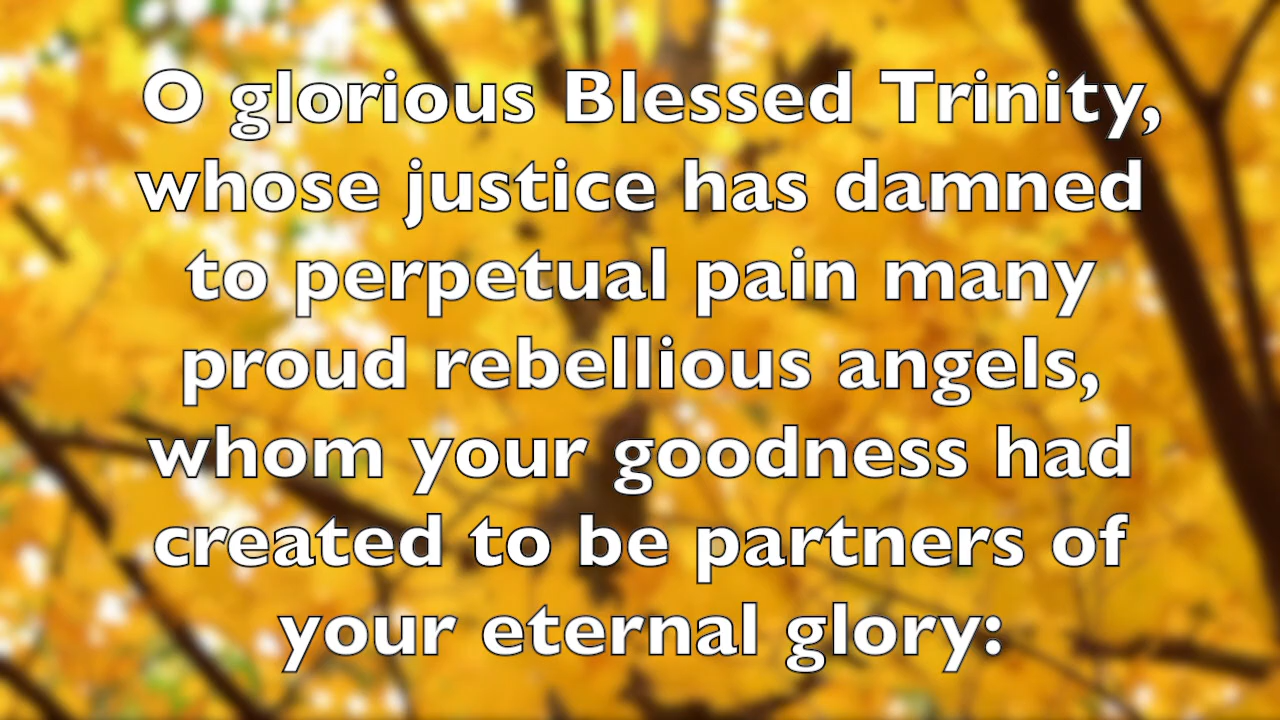 O glorious Blessed Trinity,
whose justice has damned
to perpetual pain many
proud rebellious angels,
whom your goodness had
created to be partners of
your eternal glory: